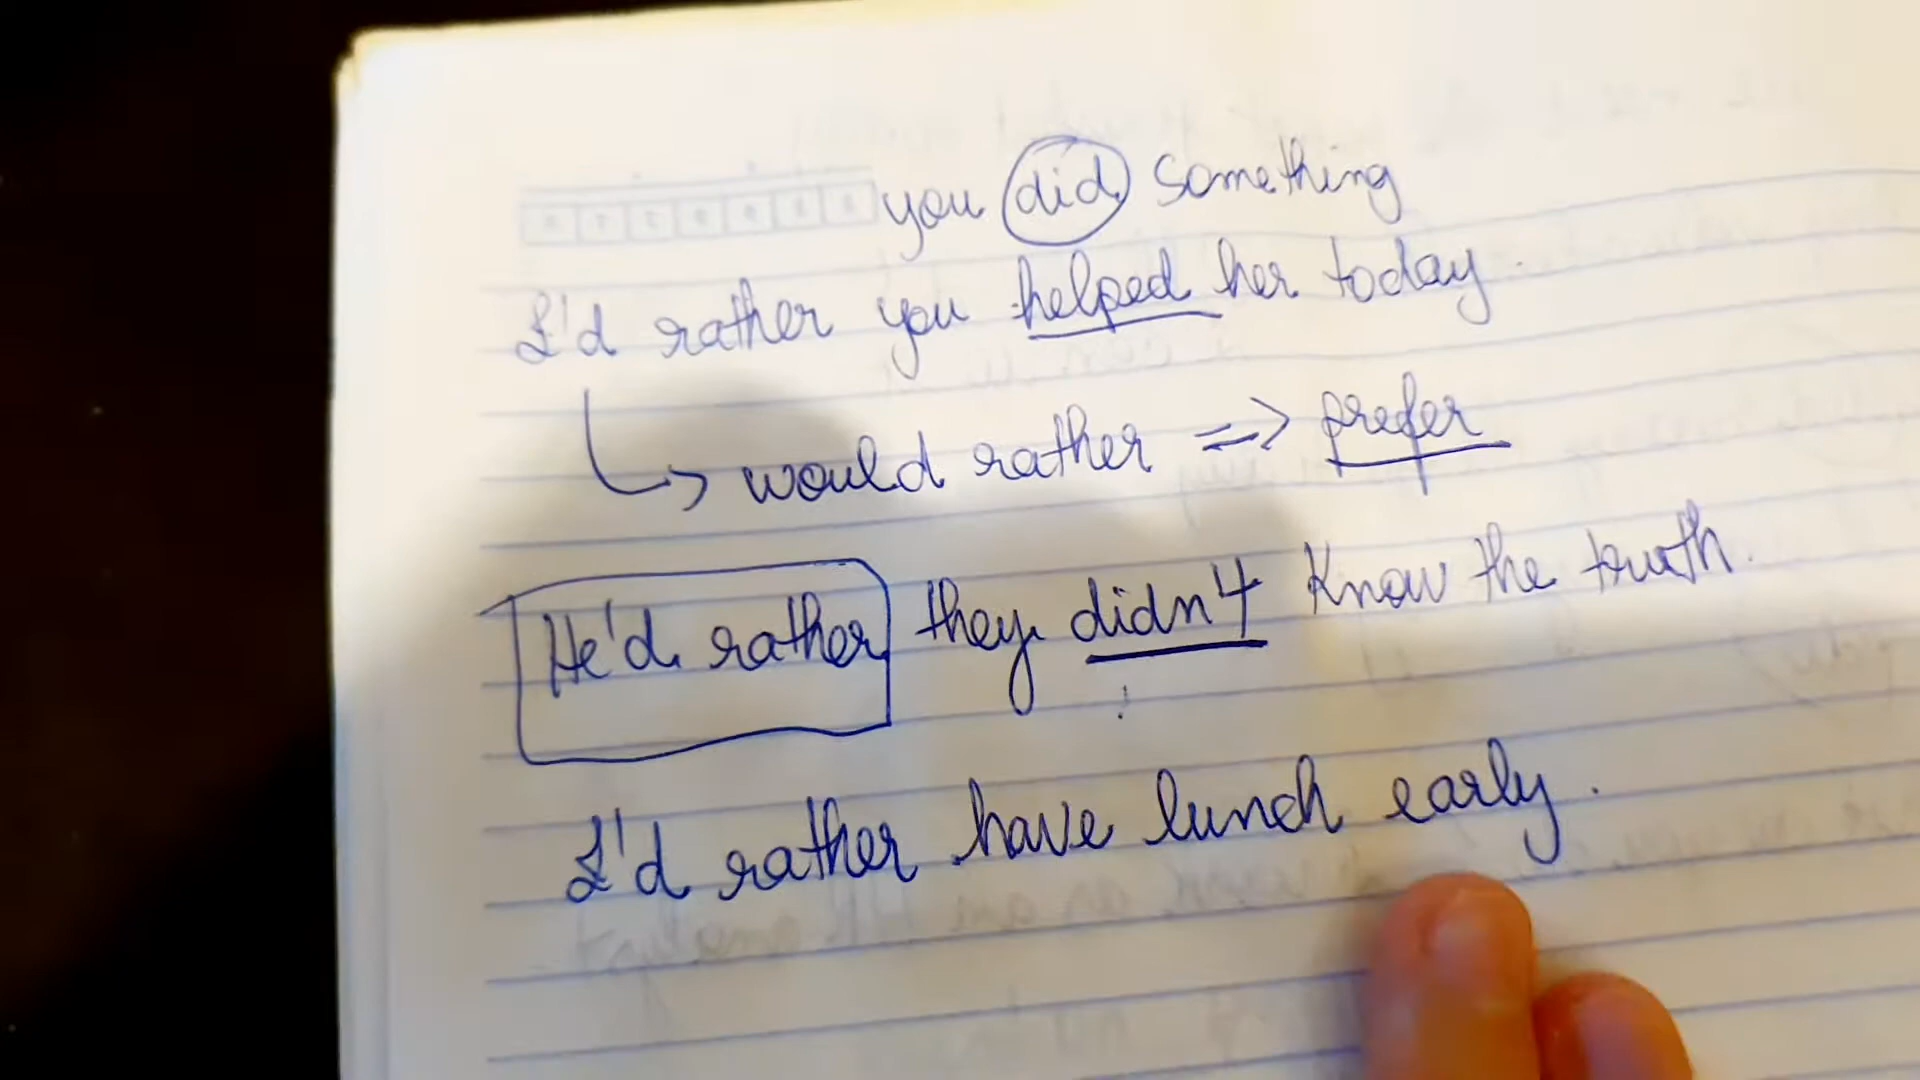 you did something
I'd rather you helped her today.
↳ would rather => prefer
He'd rather they didn't know the truth.
I'd rather have lunch early.